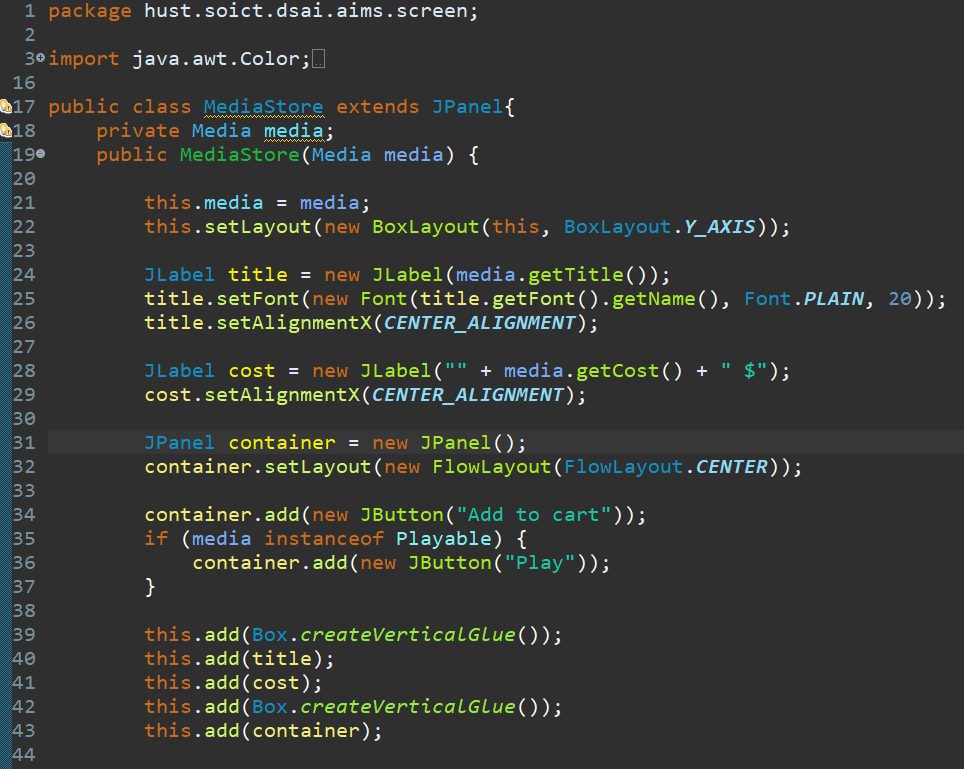 1 package hust.soict.dsai.aims.screen;
2
3 import java.awt.Color;
16
17 public class MediaStore extends JPanel{
18     private Media media;
19     public MediaStore(Media media) {
20
21         this.media = media;
22         this.setLayout(new BoxLayout(this, BoxLayout.Y_AXIS));
23
24         JLabel title = new JLabel(media.getTitle());
25         title.setFont(new Font(title.getFont().getName(), Font.PLAIN, 20));
26         title.setAlignmentX(CENTER_ALIGNMENT);
27
28         JLabel cost = new JLabel("" + media.getCost() + " $");
29         cost.setAlignmentX(CENTER_ALIGNMENT);
30
31         JPanel container = new JPanel();
32         container.setLayout(new FlowLayout(FlowLayout.CENTER));
33
34         container.add(new JButton("Add to cart"));
35         if (media instanceof Playable) {
36             container.add(new JButton("Play"));
37         }
38
39         this.add(Box.createVerticalGlue());
40         this.add(title);
41         this.add(cost);
42         this.add(Box.createVerticalGlue());
43         this.add(container);
44